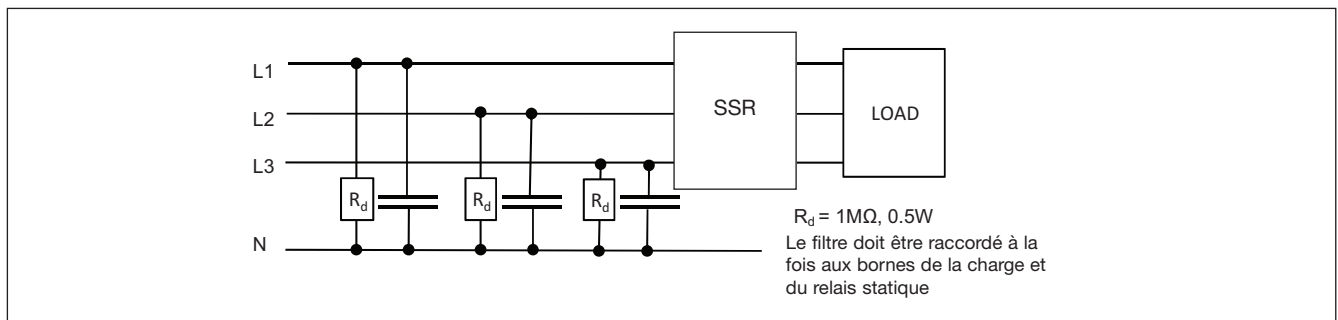 L1
L2
L3
N
R_d
R_d
R_d
SSR
LOAD
R_d = 1MΩ, 0.5W
Le filtre doit être raccordé à la
fois aux bornes de la charge et
du relais statique